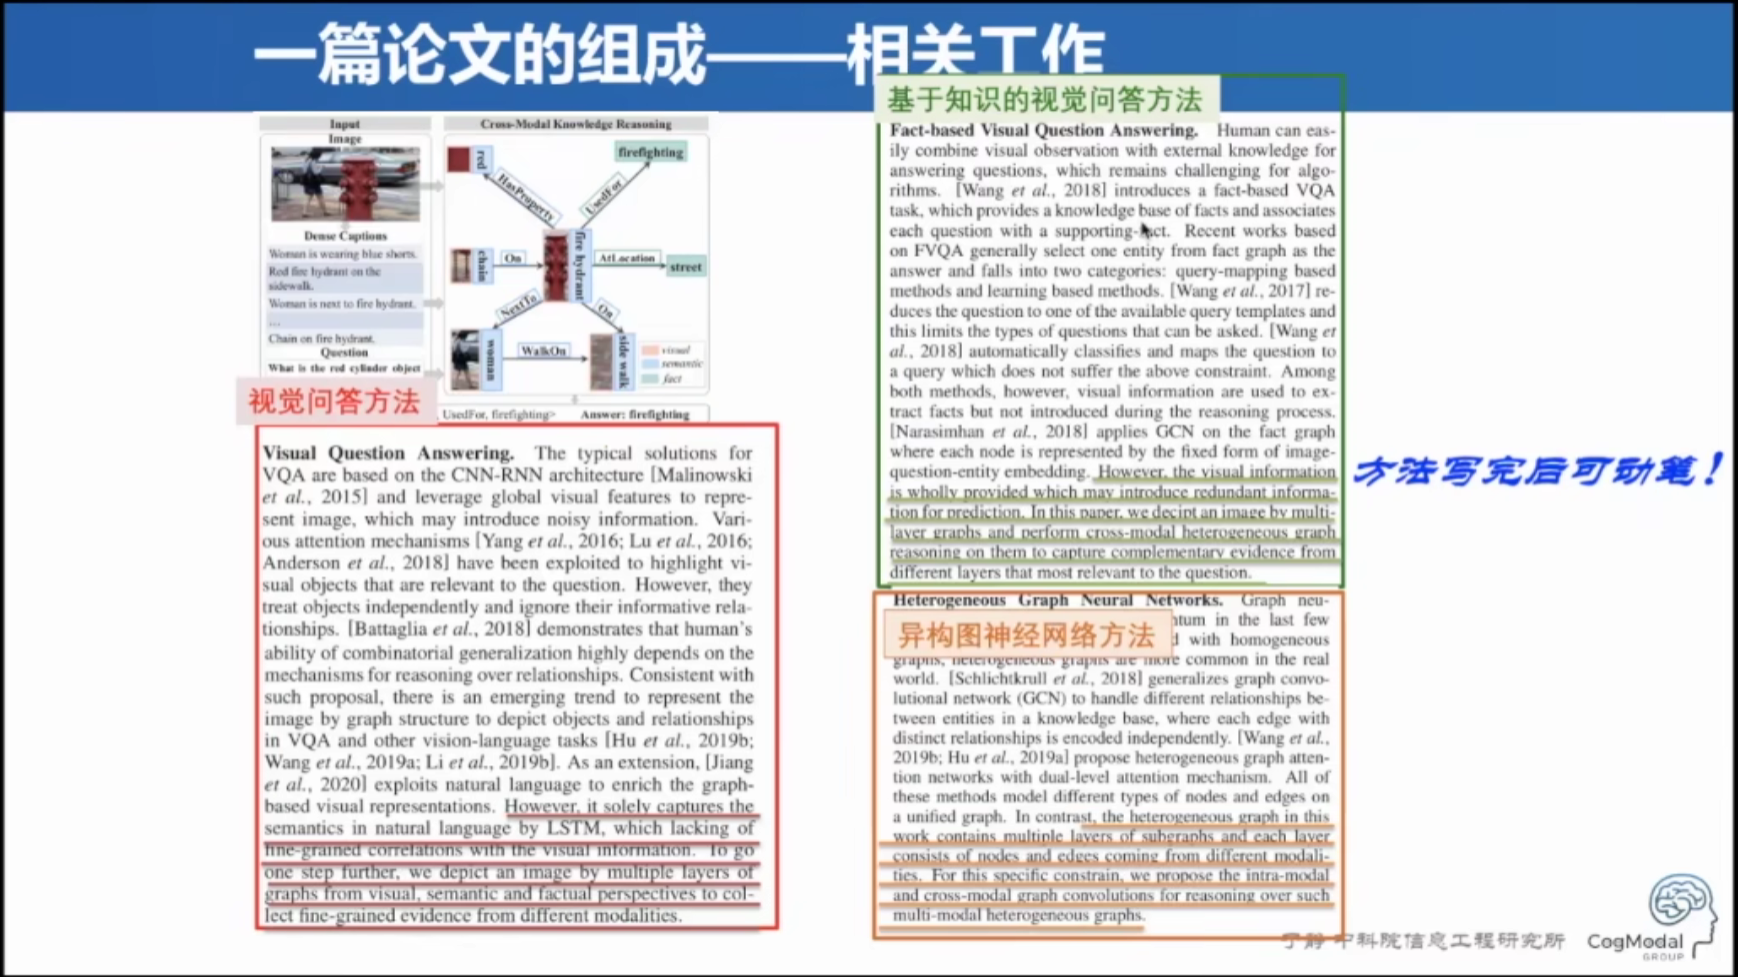 一篇论文的组成——相关工作
Input
Image
Dense Captions
Woman is wearing blue shorts.
Red fire hydrant on the
sidewalk.
Woman is next to fire hydrant.
...
Chain on fire hydrant.
Question
What is the red cylinder object
Cross-Modal Knowledge Reasoning
red
HasProperty
firefighting
UsedFor
chain
On
fire hydrant
AtLocation
street
NextTo
On
woman
WalkOn
side walk
visual
semantic
fact
UsedFor, firefighting>
Answer: firefighting
视觉问答方法
Visual Question Answering. The typical solutions for
VQA are based on the CNN-RNN architecture [Malinowski
et al., 2015] and leverage global visual features to repre-
sent image, which may introduce noisy information. Vari-
ous attention mechanisms [Yang et al., 2016; Lu et al., 2016;
Anderson et al., 2018] have been exploited to highlight vi-
sual objects that are relevant to the question. However, they
treat objects independently and ignore their informative rela-
tionships. [Battaglia et al., 2018] demonstrates that human's
ability of combinatorial generalization highly depends on the
mechanisms for reasoning over relationships. Consistent with
such proposal, there is an emerging trend to represent the
image by graph structure to depict objects and relationships
in VQA and other vision-language tasks [Hu et al., 2019b;
Wang et al., 2019a; Li et al., 2019b]. As an extension, [Jiang
et al., 2020] exploits natural language to enrich the graph-
based visual representations. However, it solely captures the
semantics in natural language by LSTM, which lacking of
fine-grained correlations with the visual information. To go
one step further, we depict an image by multiple layers of
graphs from visual, semantic and factual perspectives to col-
lect fine-grained evidence from different modalities.
基于知识的视觉问答方法
Fact-based Visual Question Answering. Human can eas-
ily combine visual observation with external knowledge for
answering questions, which remains challenging for algo-
rithms. [Wang et al., 2018] introduces a fact-based VQA
task, which provides a knowledge base of facts and associates
each question with a supporting-fact. Recent works based
on FVQA generally select one entity from fact graph as the
answer and falls into two categories: query-mapping based
methods and learning based methods. [Wang et al., 2017] re-
duces the question to one of the available query templates and
this limits the types of questions that can be asked. [Wang et
al., 2018] automatically classifies and maps the question to
a query which does not suffer the above constraint. Among
both methods, however, visual information are used to ex-
tract facts but not introduced during the reasoning process.
[Narasimhan et al., 2018] applies GCN on the fact graph
where each node is represented by the fixed form of image-
question-entity embedding. However, the visual information
is wholly provided which may introduce redundant informa-
tion for prediction. In this paper, we decipt an image by multi-
layer graphs and perform cross-modal heterogeneous graph
reasoning on them to capture complementary evidence from
different layers that most relevant to the question.
Heterogeneous Graph Neural Networks. Graph neu-
异构图神经网络方法
in the last few
with homogeneous
graphs, heterogeneous graphs are more common in the real
world. [Schlichtkrull et al., 2018] generalizes graph convo-
lutional network (GCN) to handle different relationships be-
tween entities in a knowledge base, where each edge with
distinct relationships is encoded independently. [Wang et al.,
2019b; Hu et al., 2019a] propose heterogeneous graph atten-
tion networks with dual-level attention mechanism. All of
these methods model different types of nodes and edges on
a unified graph. In contrast, the heterogeneous graph in this
work contains multiple layers of subgraphs and each layer
consists of nodes and edges coming from different modali-
ties. For this specific constrain, we propose the intra-modal
and cross-modal graph convolutions for reasoning over such
multi-modal heterogeneous graphs.
方法写完后可动笔！
于静 中科院信息工程研究所
CogModal
GROUP